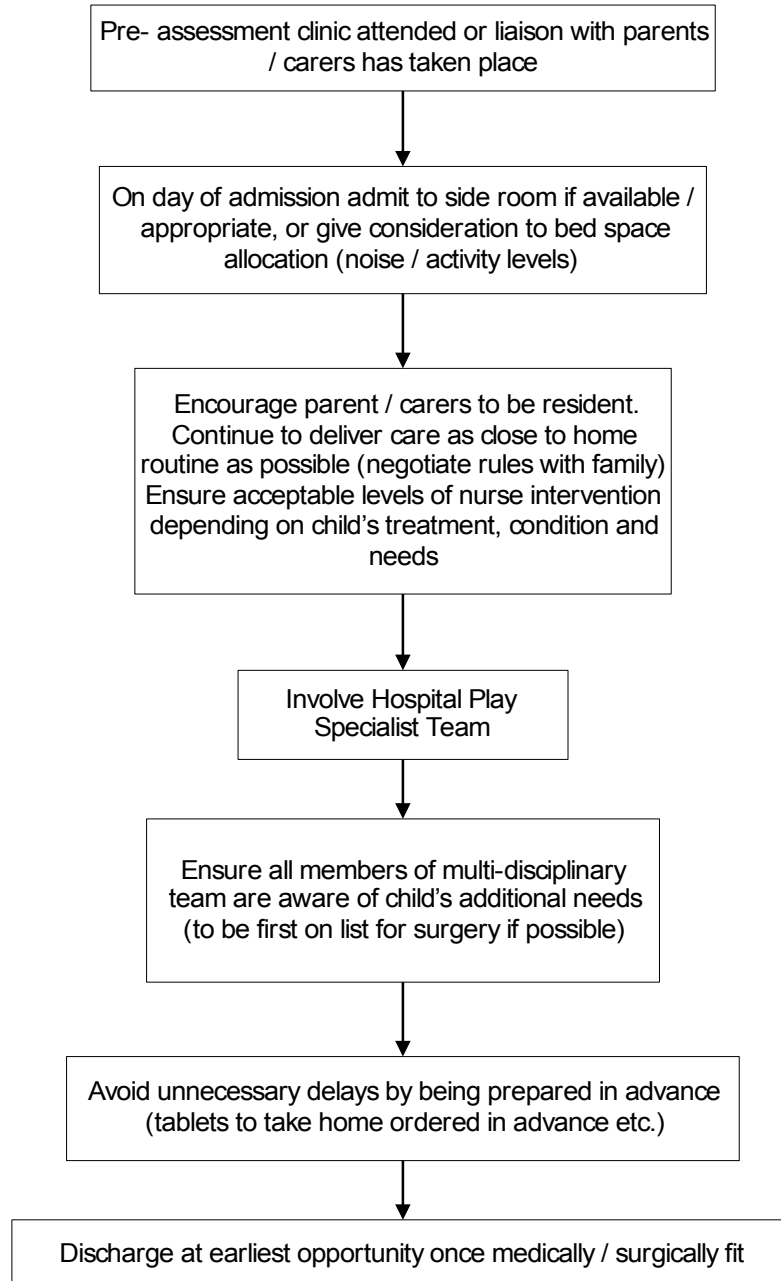 Pre- assessment clinic attended or liaison with parents
/ carers has taken place
On day of admission admit to side room if available /
appropriate, or give consideration to bed space
allocation (noise / activity levels)
Encourage parent / carers to be resident.
Continue to deliver care as close to home
routine as possible (negotiate rules with family)
Ensure acceptable levels of nurse intervention
depending on child’s treatment, condition and
needs
Involve Hospital Play
Specialist Team
Ensure all members of multi-disciplinary
team are aware of child’s additional needs
(to be first on list for surgery if possible)
Avoid unnecessary delays by being prepared in advance
(tablets to take home ordered in advance etc.)
Discharge at earliest opportunity once medically / surgically fit